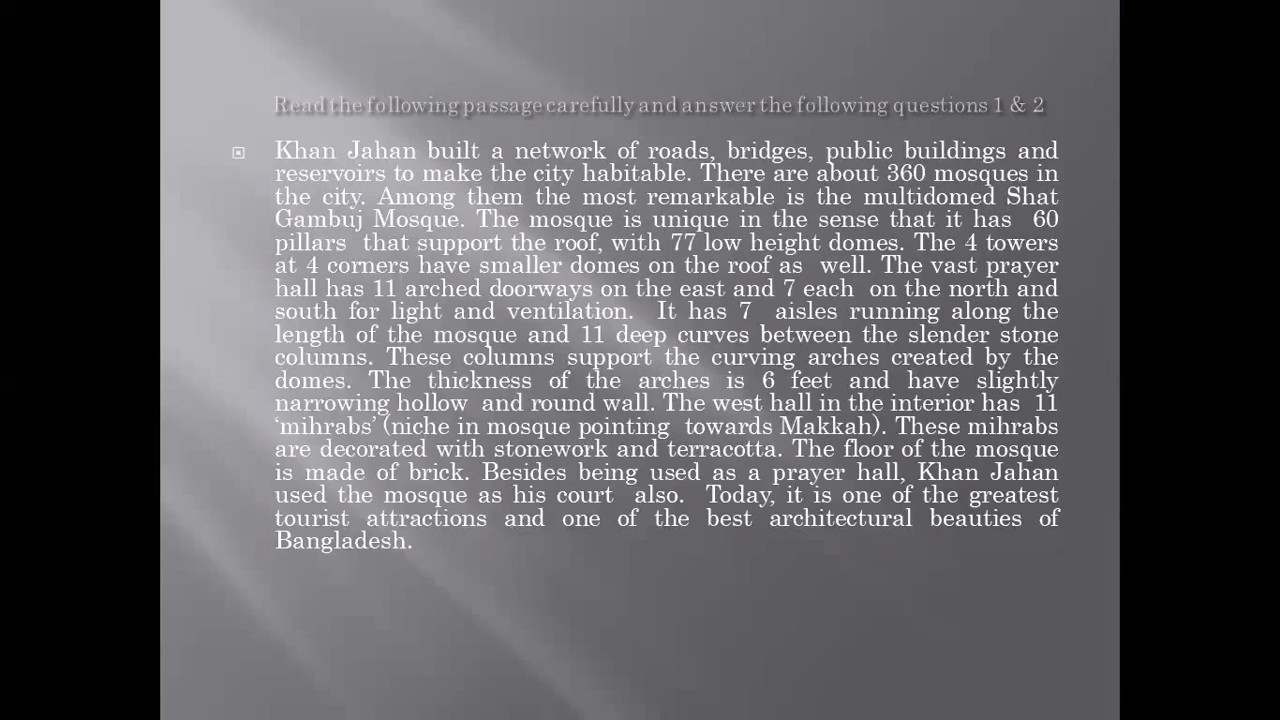 Read the following passage carefully and answer the following questions 1 & 2
Khan Jahan built a network of roads, bridges, public buildings and
reservoirs to make the city habitable. There are about 360 mosques in
the city. Among them the most remarkable is the multidomed Shat
Gambuj Mosque. The mosque is unique in the sense that it has 60
pillars that support the roof, with 77 low height domes. The 4 towers
at 4 corners have smaller domes on the roof as well. The vast prayer
hall has 11 arched doorways on the east and 7 each on the north and
south for light and ventilation. It has 7 aisles running along the
length of the mosque and 11 deep curves between the slender stone
columns. These columns support the curving arches created by the
domes. The thickness of the arches is 6 feet and have slightly
narrowing hollow and round wall. The west hall in the interior has 11
‘mihrabs’ (niche in mosque pointing towards Makkah). These mihrabs
are decorated with stonework and terracotta. The floor of the mosque
is made of brick. Besides being used as a prayer hall, Khan Jahan
used the mosque as his court also. Today, it is one of the greatest
tourist attractions and one of the best architectural beauties of
Bangladesh.